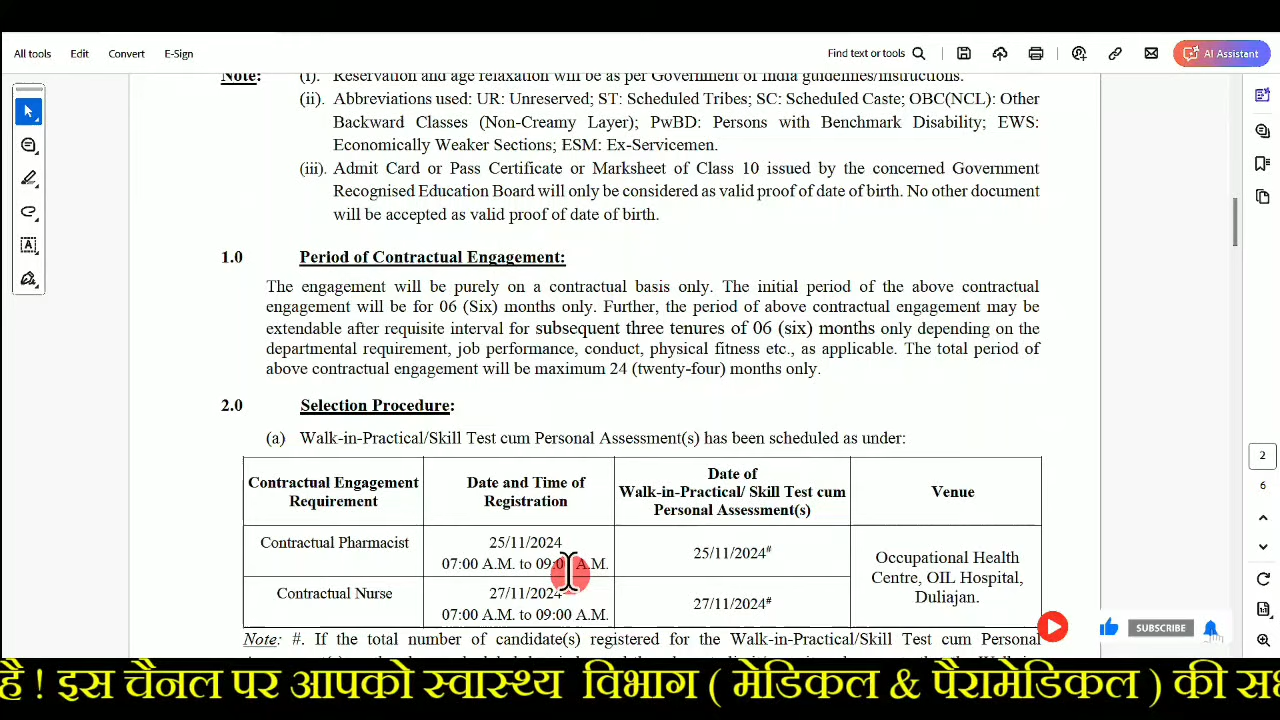 All tools Edit Convert E-Sign Find text or tools AI Assistant
Note: (i). Reservation and age relaxation will be as per Government of India guidelines/instructions.
(ii). Abbreviations used: UR: Unreserved; ST: Scheduled Tribes; SC: Scheduled Caste; OBC(NCL): Other
Backward Classes (Non-Creamy Layer); PwBD: Persons with Benchmark Disability; EWS:
Economically Weaker Sections; ESM: Ex-Servicemen.
(iii). Admit Card or Pass Certificate or Marksheet of Class 10 issued by the concerned Government
Recognised Education Board will only be considered as valid proof of date of birth. No other document
will be accepted as valid proof of date of birth.
1.0 Period of Contractual Engagement:
The engagement will be purely on a contractual basis only. The initial period of the above contractual
engagement will be for 06 (Six) months only. Further, the period of above contractual engagement may be
extendable after requisite interval for subsequent three tenures of 06 (six) months only depending on the
departmental requirement, job performance, conduct, physical fitness etc., as applicable. The total period of
above contractual engagement will be maximum 24 (twenty-four) months only.
2.0 Selection Procedure:
(a) Walk-in-Practical/Skill Test cum Personal Assessment(s) has been scheduled as under:
Contractual Engagement
Requirement
Date and Time of
Registration
Date of
Walk-in-Practical/ Skill Test cum
Personal Assessment(s)
Venue
Contractual Pharmacist
25/11/2024
07:00 A.M. to 09:00 A.M.
25/11/2024#
Occupational Health
Centre, OIL Hospital,
Duliajan.
Contractual Nurse
27/11/2024
07:00 A.M. to 09:00 A.M.
27/11/2024#
Note: #. If the total number of candidate(s) registered for the Walk-in-Practical/Skill Test cum Personal
2
6
SUBSCRIBE
है ! इस चैनल पर आपको स्वास्थ्य विभाग ( मेडिकल & पैरामेडिकल ) की